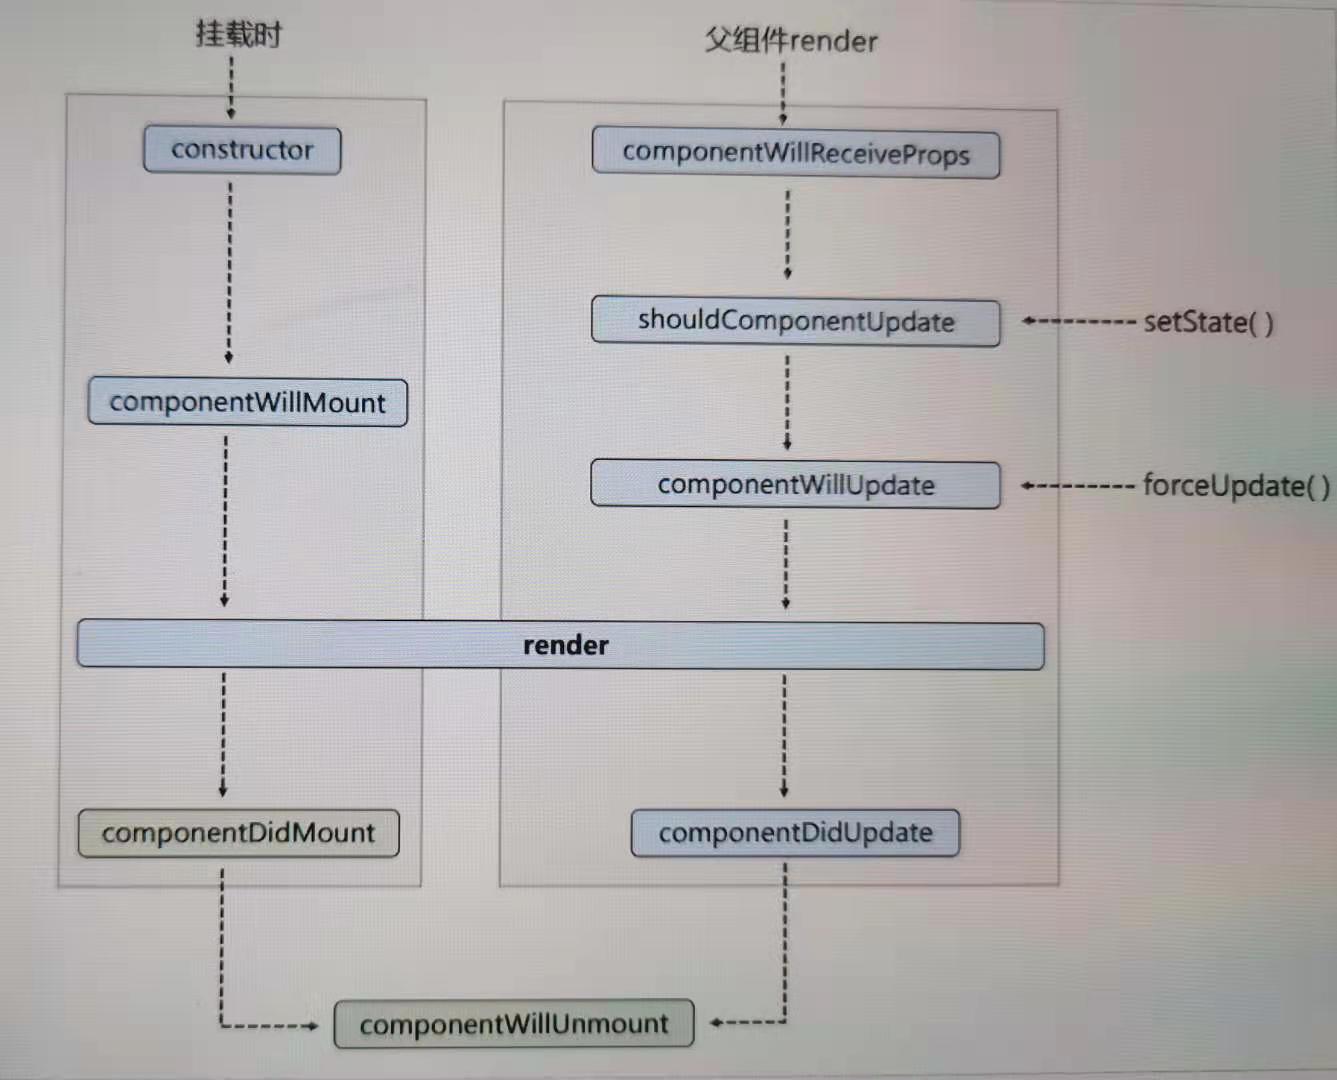 挂载时
父组件render
constructor
componentWillReceiveProps
shouldComponentUpdate
setState( )
componentWillMount
componentWillUpdate
forceUpdate( )
render
componentDidMount
componentDidUpdate
componentWillUnmount